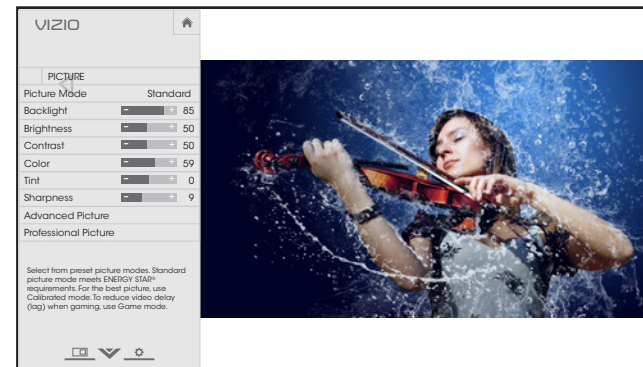 VIZIO
PICTURE
Picture Mode Standard
Backlight - + 85
Brightness - + 50
Contrast - + 50
Color - + 59
Tint - + 0
Sharpness - + 9
Advanced Picture
Professional Picture
Select from preset picture modes. Standard
picture mode meets ENERGY STAR®
requirements. For the best picture, use
Calibrated mode. To reduce video delay
(lag) when gaming, use Game mode.